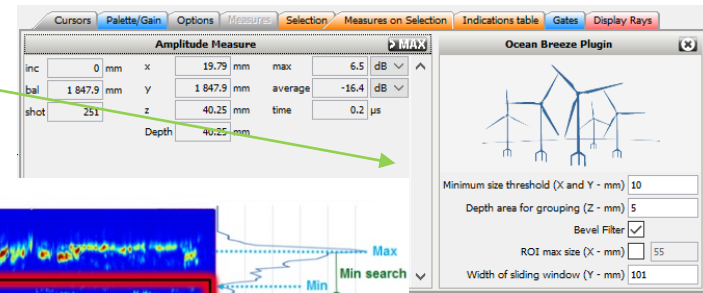 Cursors Palette/Gain Options Measures Selection Measures on Selection Indications table Gates Display Rays
Amplitude Measure MAX
inc 0 mm x 19.79 mm max 6.5 dB
bal 1 847.9 mm y 1 847.9 mm average -16.4 dB
shot 251 z 40.25 mm time 0.2 µs
Depth 40.25 mm
Ocean Breeze Plugin
Minimum size threshold (X and Y - mm) 10
Depth area for grouping (Z - mm) 5
Bevel Filter
ROI max size (X - mm) 55
Width of sliding window (Y - mm) 101
Max
Min search
Min